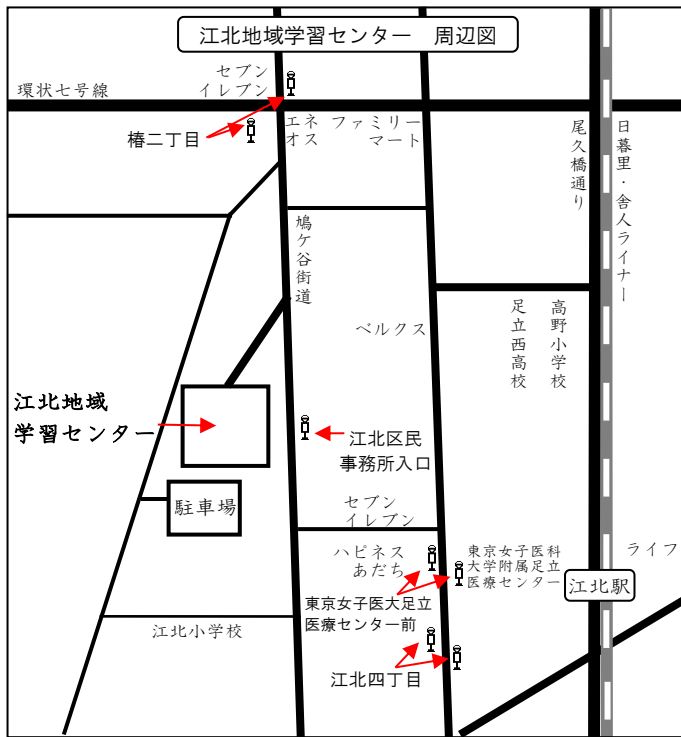 江北地域学習センター 周辺図
セブン
イレブン
環状七号線
椿二丁目
エネ
オス
ファミリー
マート
尾久橋通り
日暮里・舎人ライナー
鳩ケ谷街道
ベルクス
足立西高校
高野小学校
江北地域
学習センター
江北区民
事務所入口
駐車場
セブン
イレブン
ハピネス
あだち
東京女子医科
大学附属足立
医療センター
ライフ
江北駅
東京女子医大足立
医療センター前
江北小学校
江北四丁目